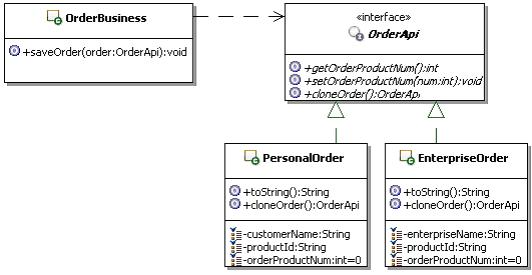 OrderBusiness
+saveOrder(order:OrderApi):void
«interface»
OrderApi
+getOrderProductNum():int
+setOrderProductNum(num:int):void
+cloneOrder():OrderApi
PersonalOrder
+toString():String
+cloneOrder():OrderApi
-customerName:String
-productId:String
-orderProductNum:int=0
EnterpriseOrder
+toString():String
+cloneOrder():OrderApi
-enterpriseName:String
-productId:String
-orderProductNum:int=0